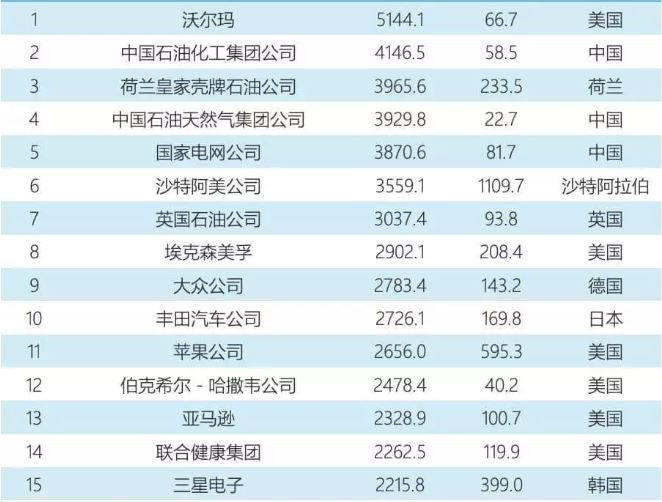 1 沃尔玛 5144.1 66.7 美国
2 中国石油化工集团公司 4146.5 58.5 中国
3 荷兰皇家壳牌石油公司 3965.6 233.5 荷兰
4 中国石油天然气集团公司 3929.8 22.7 中国
5 国家电网公司 3870.6 81.7 中国
6 沙特阿美公司 3559.1 1109.7 沙特阿拉伯
7 英国石油公司 3037.4 93.8 英国
8 埃克森美孚 2902.1 208.4 美国
9 大众公司 2783.4 143.2 德国
10 丰田汽车公司 2726.1 169.8 日本
11 苹果公司 2656.0 595.3 美国
12 伯克希尔－哈撒韦公司 2478.4 40.2 美国
13 亚马逊 2328.9 100.7 美国
14 联合健康集团 2262.5 119.9 美国
15 三星电子 2215.8 399.0 韩国